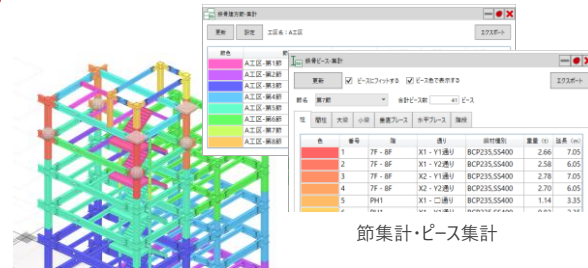 鉄骨建方節-集計
更新 設定 工区名：A工区 エクスポート
節色
A工区-第1節
A工区-第2節
A工区-第3節
A工区-第4節
A工区-第5節
A工区-第6節
A工区-第7節
A工区-第8節
鉄骨ピース-集計
更新 ピースにフィットする ピース色で表示する エクスポート
節名 第7節 合計ピース数 41 ピース
柱 間柱 大梁 小梁 垂直ブレース 水平ブレース 階段
色 番号 階 通り 部材種別 重量 (t) 延長 (m)
1 7F - 8F X1 - Y1通り BCP235,SS400 2.66 7.05
2 7F - 8F X1 - Y2通り BCP235,SS400 2.58 6.05
3 7F - 8F X2 - Y1通り BCP235,SS400 2.78 7.05
4 7F - 8F X2 - Y2通り BCP235,SS400 2.70 6.05
5 PH1 X1 - □通り BCP235,SS400 1.14 3.35
節集計・ピース集計